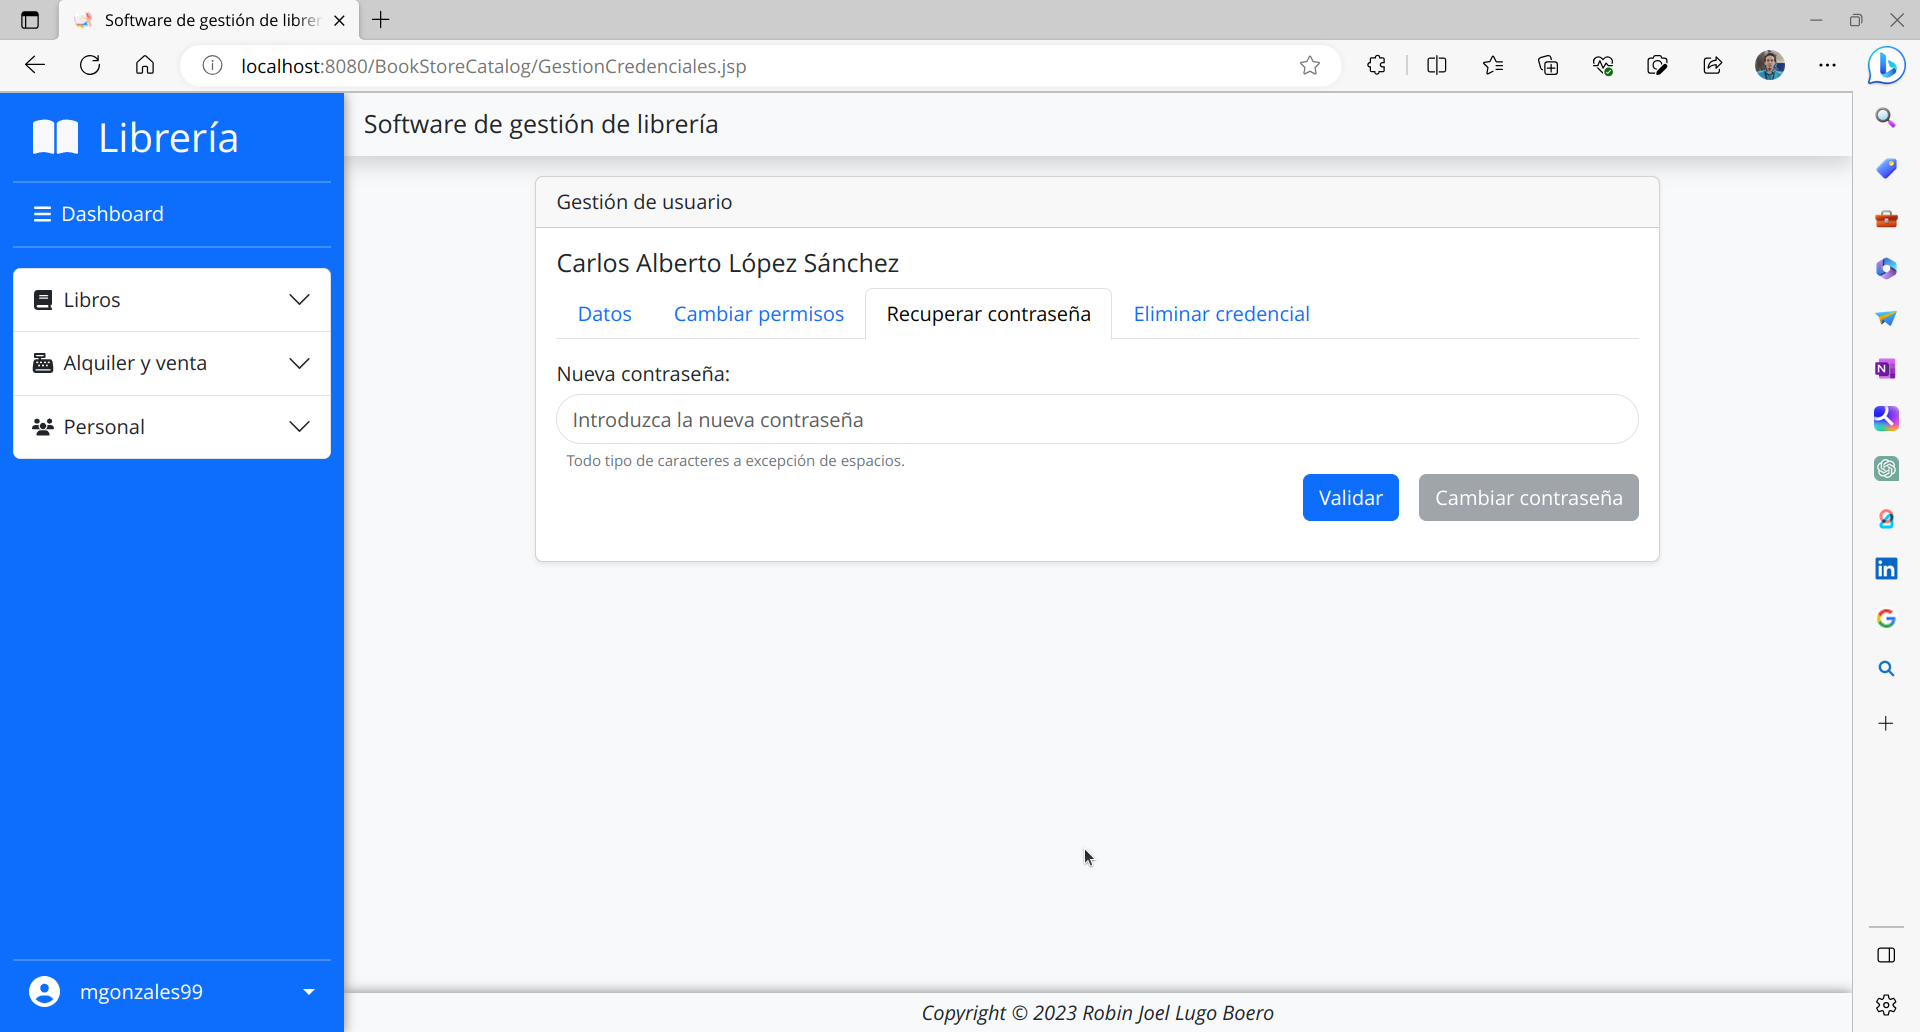 Software de gestión de librer
localhost:8080/BookStoreCatalog/GestionCredenciales.jsp
Librería
Dashboard
Libros
Alquiler y venta
Personal
mgonzales99
Software de gestión de librería
Gestión de usuario
Carlos Alberto López Sánchez
Datos Cambiar permisos Recuperar contraseña Eliminar credencial
Nueva contraseña:
Introduzca la nueva contraseña
Todo tipo de caracteres a excepción de espacios.
Validar Cambiar contraseña
Copyright © 2023 Robin Joel Lugo Boero